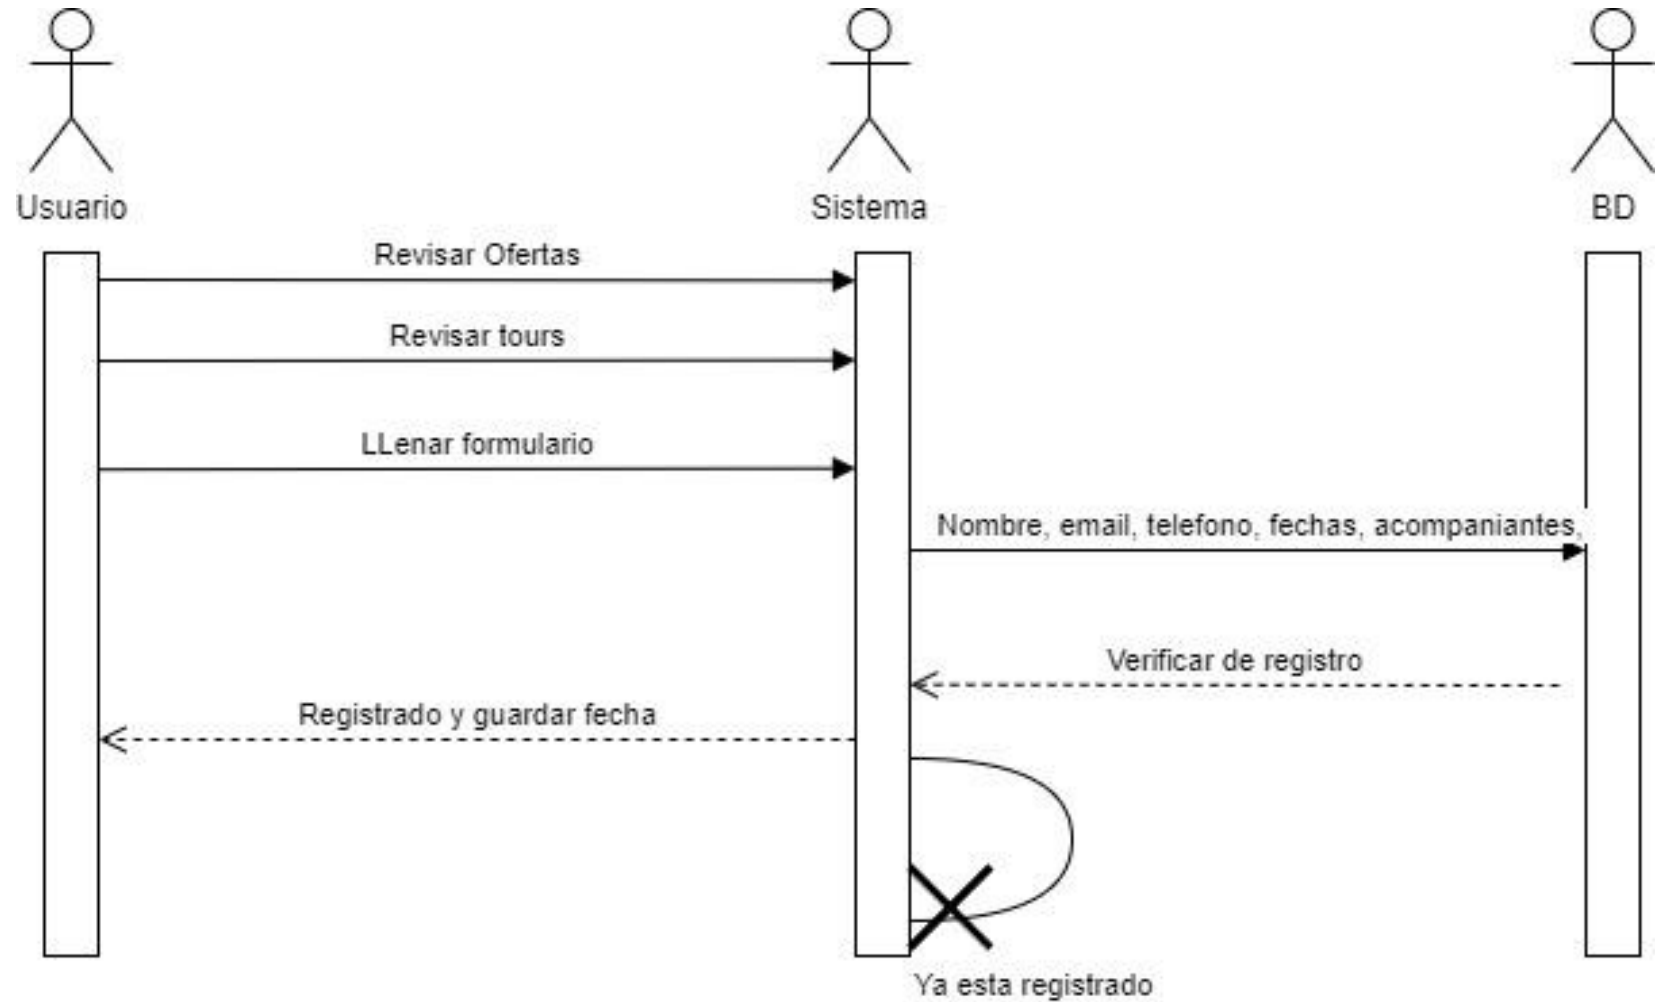 Usuario
Sistema
BD
Revisar Ofertas
Revisar tours
LLenar formulario
Nombre, email, telefono, fechas, acompaniantes,
Verificar de registro
Registrado y guardar fecha
Ya esta registrado